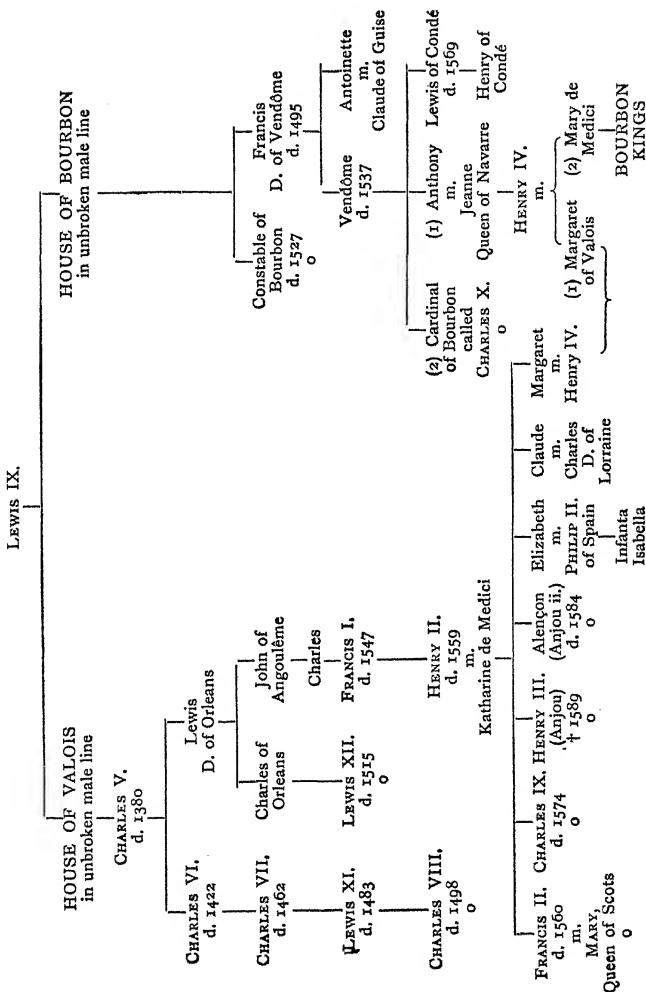 LEWIS IX.
HOUSE OF VALOIS
in unbroken male line
HOUSE OF BOURBON
in unbroken male line
CHARLES V.
d. 1380
CHARLES VI.
d. 1422
Lewis
D. of Orleans
CHARLES VII.
d. 1462
Charles of
Orleans
John of
Angoulême
LEWIS XI.
d. 1483
LEWIS XII.
d. 1515
o
Charles
CHARLES VIII.
d. 1498
o
FRANCIS I.
d. 1547
HENRY II.
d. 1559
m.
Katharine de Medici
Constable of
Bourbon
d. 1527
o
Francis
D. of Vendôme
d. 1495
Vendôme
d. 1537
Antoinette
m.
Claude of Guise
(2) Cardinal
of Bourbon
called
CHARLES X.
o
(1) Anthony
m.
Jeanne
Queen of Navarre
Lewis of Condé
d. 1569
Henry of
Condé
HENRY IV.
m.
(1) Margaret
of Valois
(2) Mary de
Medici
BOURBON
KINGS
FRANCIS II.
d. 1560
m.
MARY,
Queen of Scots
o
CHARLES IX.
d. 1574
o
HENRY III.
(Anjou)
† 1589
o
Alençon
(Anjou ii.)
d. 1584
o
Elizabeth
m.
PHILIP II.
of Spain
Infanta
Isabella
Claude
m.
Charles
D. of
Lorraine
Margaret
m.
Henry IV.